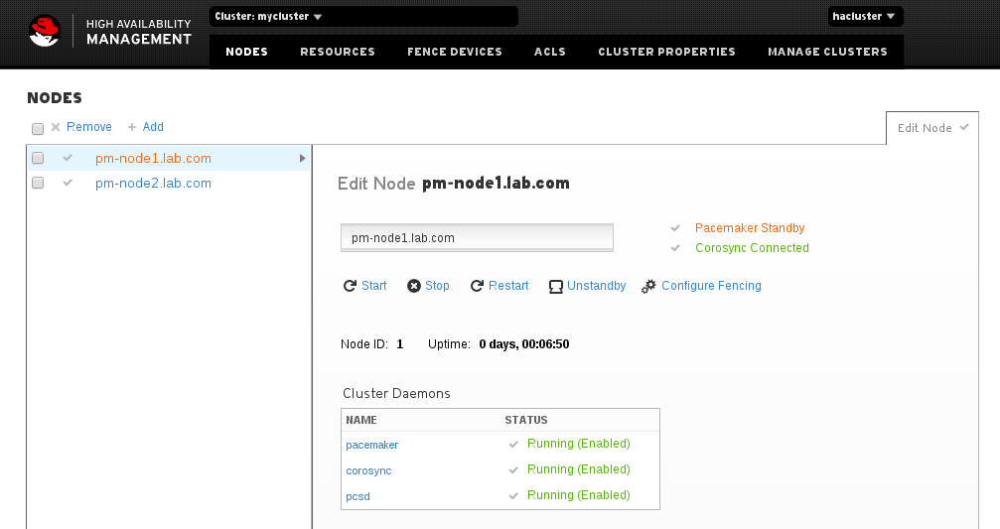 HIGH AVAILABILITY
MANAGEMENT
Cluster: mycluster
hacluster
NODES RESOURCES FENCE DEVICES ACLS CLUSTER PROPERTIES MANAGE CLUSTERS
NODES
Remove Add
Edit Node
pm-node1.lab.com
pm-node2.lab.com
Edit Node pm-node1.lab.com
pm-node1.lab.com
Pacemaker Standby
Corosync Connected
Start Stop Restart Unstandby Configure Fencing
Node ID: 1 Uptime: 0 days, 00:06:50
Cluster Daemons
NAME STATUS
pacemaker Running (Enabled)
corosync Running (Enabled)
pcsd Running (Enabled)